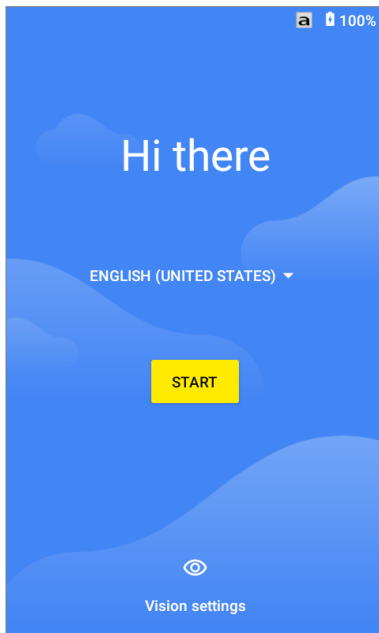 a 100%
Hi there
ENGLISH (UNITED STATES)
START
Vision settings